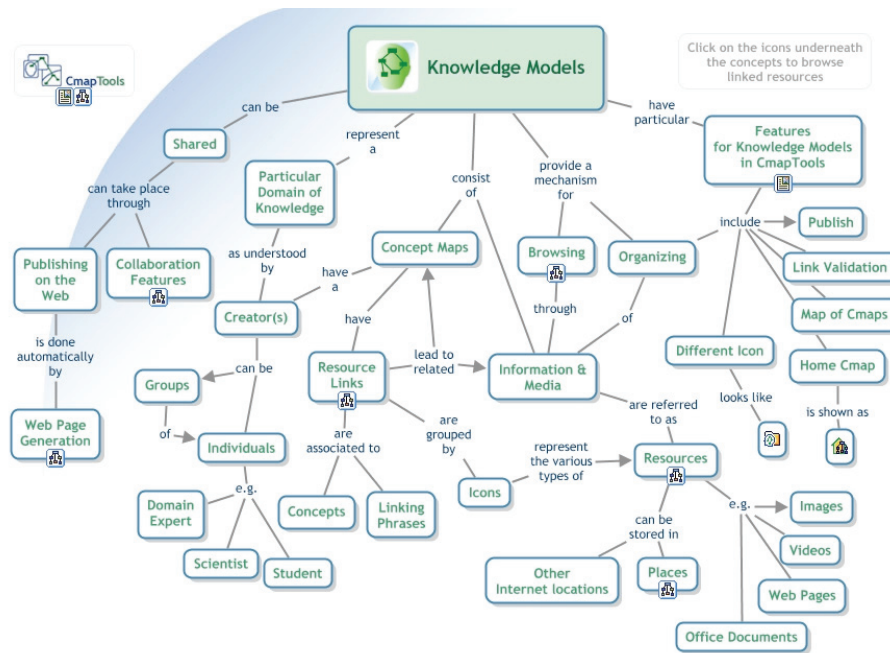 Knowledge Models
CmapTools
Click on the icons underneath
the concepts to browse
linked resources
can be
represent
a
consist
of
provide a
mechanism
for
have
particular
Shared
Features
for Knowledge Models
in CmapTools
can take place
through
Particular
Domain of
Knowledge
include
Publish
Publishing
on the
Web
Collaboration
Features
as understood
by
Concept Maps
Browsing
Organizing
Link Validation
have
a
Creator(s)
have
through
of
Map of Cmaps
is done
automatically
by
can be
Groups
Resource
Links
lead to
related
Information &
Media
Different Icon
Home Cmap
looks like
is shown as
Web Page
Generation
of
Individuals
are
associated to
are
grouped
by
are referred
to as
represent
the various
types of
Resources
e.g.
Domain
Expert
Scientist
Student
Concepts
Linking
Phrases
Icons
can be
stored in
Other
Internet locations
Places
e.g.
Images
Videos
Web Pages
Office Documents